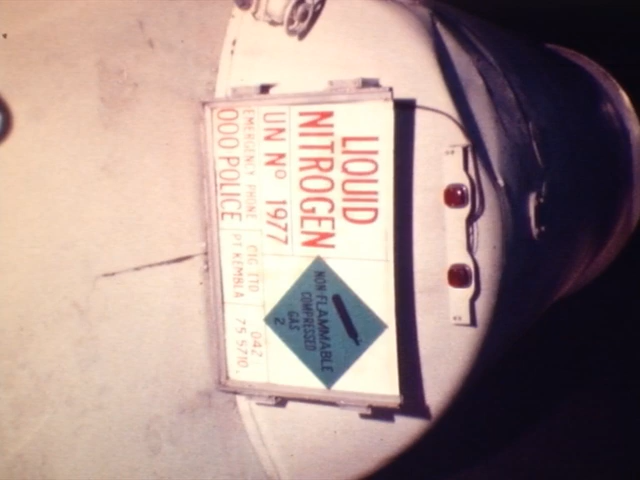 LIQUID
NITROGEN
UN Nº 1977
EMERGENCY PHONE
000 POLICE
NON-FLAMMABLE
COMPRESSED
GAS
2
CIG LTD 042
PT KEMBLA 75 5710.